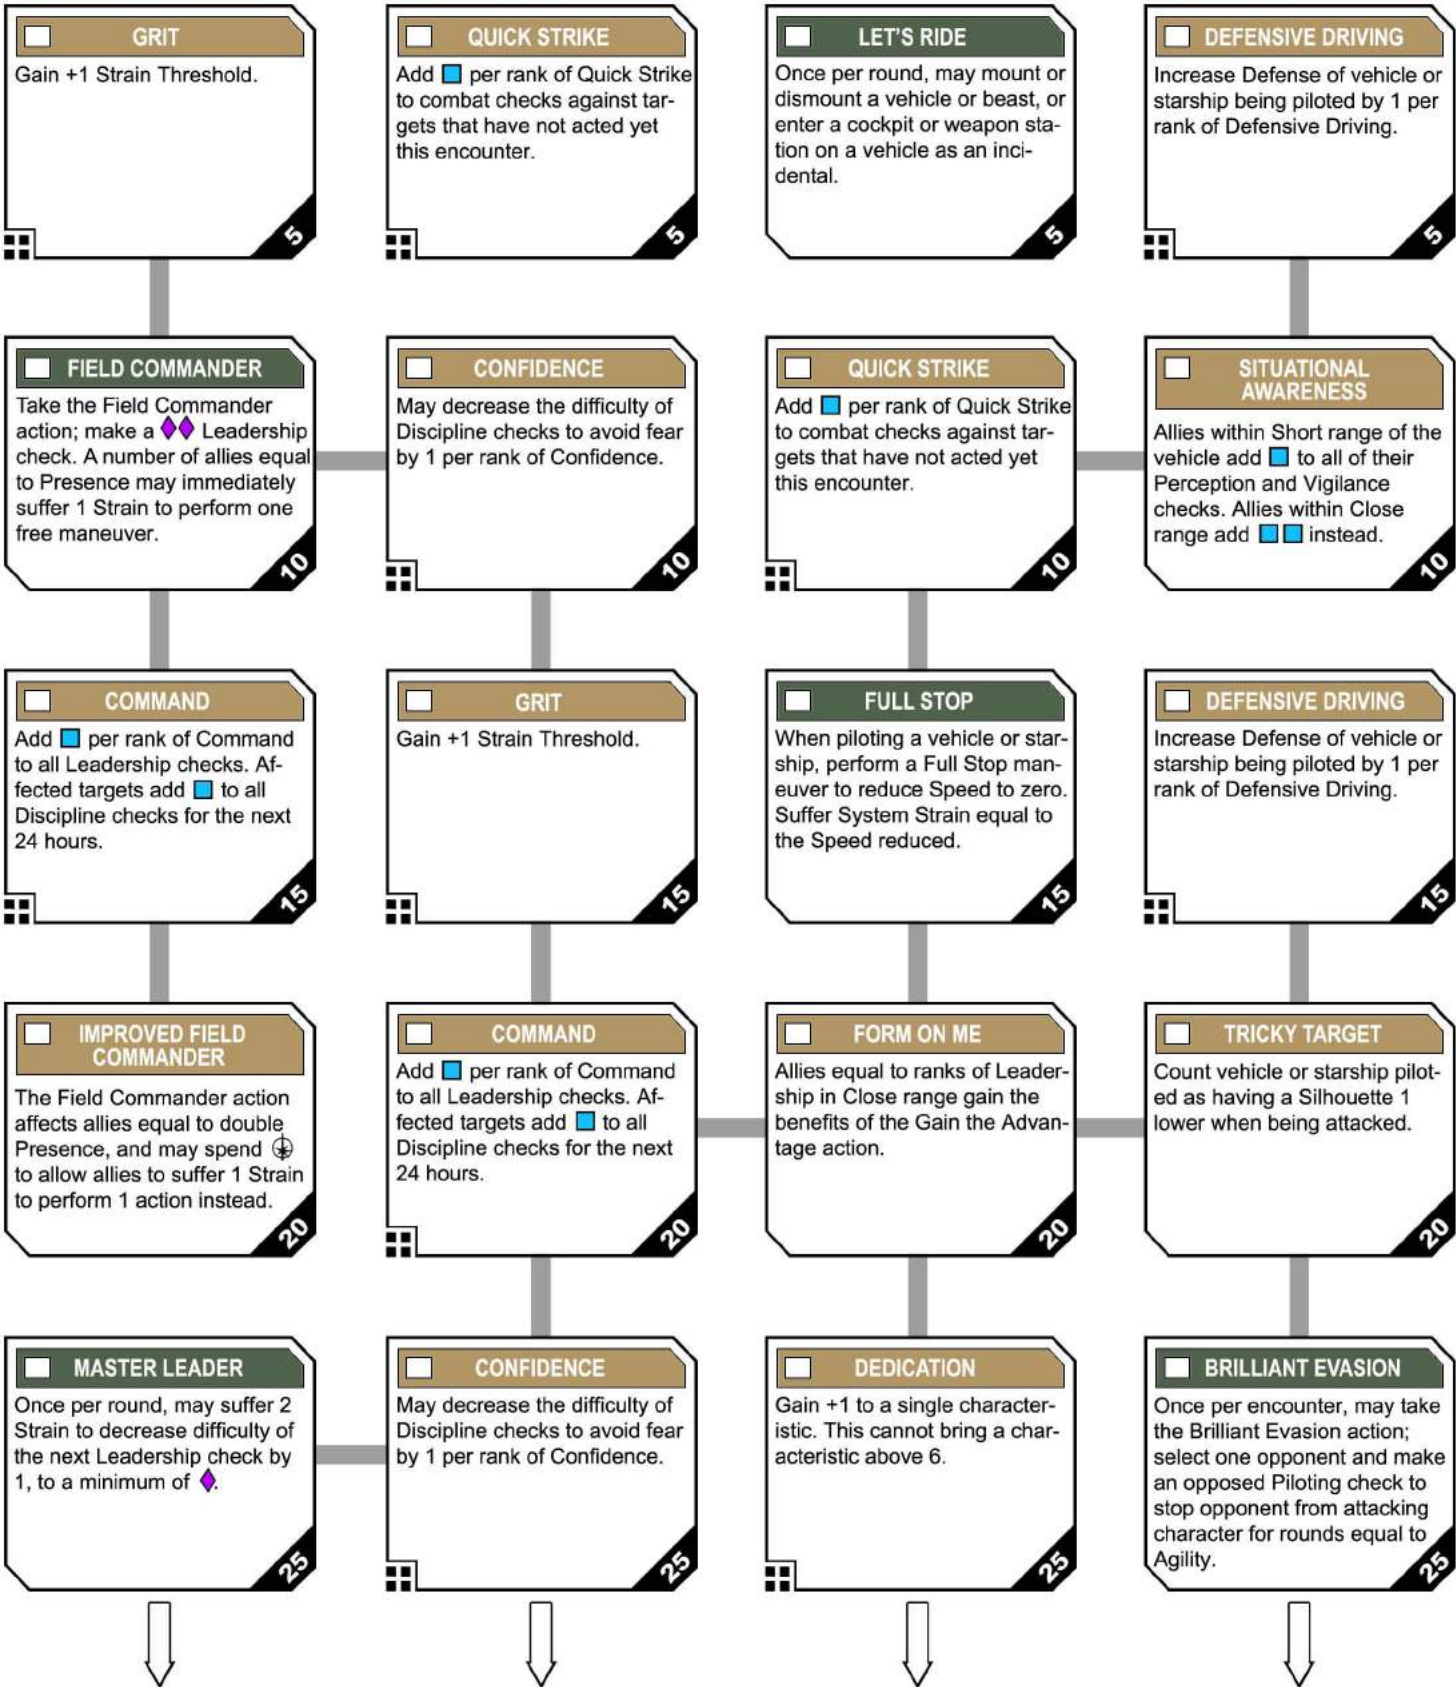 GRIT
Gain +1 Strain Threshold.
5
QUICK STRIKE
Add per rank of Quick Strike
to combat checks against tar-
gets that have not acted yet
this encounter.
5
LET'S RIDE
Once per round, may mount or
dismount a vehicle or beast, or
enter a cockpit or weapon sta-
tion on a vehicle as an inci-
dental.
5
DEFENSIVE DRIVING
Increase Defense of vehicle or
starship being piloted by 1 per
rank of Defensive Driving.
5
FIELD COMMANDER
Take the Field Commander
action; make a Leadership
check. A number of allies equal
to Presence may immediately
suffer 1 Strain to perform one
free maneuver.
10
CONFIDENCE
May decrease the difficulty of
Discipline checks to avoid fear
by 1 per rank of Confidence.
10
QUICK STRIKE
Add per rank of Quick Strike
to combat checks against tar-
gets that have not acted yet
this encounter.
10
SITUATIONAL
AWARENESS
Allies within Short range of the
vehicle add to all of their
Perception and Vigilance
checks. Allies within Close
range add instead.
10
COMMAND
Add per rank of Command
to all Leadership checks. Af-
fected targets add to all
Discipline checks for the next
24 hours.
15
GRIT
Gain +1 Strain Threshold.
15
FULL STOP
When piloting a vehicle or star-
ship, perform a Full Stop man-
euver to reduce Speed to zero.
Suffer System Strain equal to
the Speed reduced.
15
DEFENSIVE DRIVING
Increase Defense of vehicle or
starship being piloted by 1 per
rank of Defensive Driving.
15
IMPROVED FIELD
COMMANDER
The Field Commander action
affects allies equal to double
Presence, and may spend
to allow allies to suffer 1 Strain
to perform 1 action instead.
20
COMMAND
Add per rank of Command
to all Leadership checks. Af-
fected targets add to all
Discipline checks for the next
24 hours.
20
FORM ON ME
Allies equal to ranks of Leader-
ship in Close range gain the
benefits of the Gain the Advan-
tage action.
20
TRICKY TARGET
Count vehicle or starship pilot-
ed as having a Silhouette 1
lower when being attacked.
20
MASTER LEADER
Once per round, may suffer 2
Strain to decrease difficulty of
the next Leadership check by
1, to a minimum of .
25
CONFIDENCE
May decrease the difficulty of
Discipline checks to avoid fear
by 1 per rank of Confidence.
25
DEDICATION
Gain +1 to a single character-
istic. This cannot bring a char-
acteristic above 6.
25
BRILLIANT EVASION
Once per encounter, may take
the Brilliant Evasion action;
select one opponent and make
an opposed Piloting check to
stop opponent from attacking
character for rounds equal to
Agility.
25